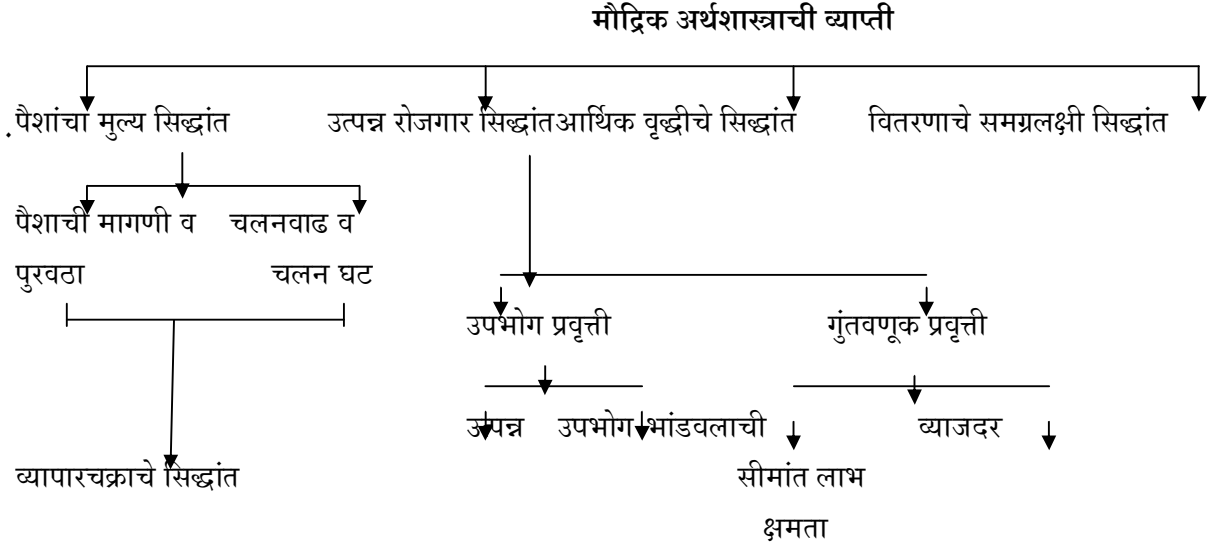 मौद्रिक अर्थशास्त्राची व्याप्ती
पैशांचा मुल्य सिद्धांत उत्पन्न रोजगार सिद्धांत आर्थिक वृद्धीचे सिद्धांत वितरणाचे समग्रलक्षी सिद्धांत
पैशाची मागणी व चलनवाढ व
पुरवठा चलन घट
उपभोग प्रवृत्ती गुंतवणूक प्रवृत्ती
उत्पन्न उपभोग भांडवलाची व्याजदर
व्यापारचक्राचे सिद्धांत सीमांत लाभ
क्षमता